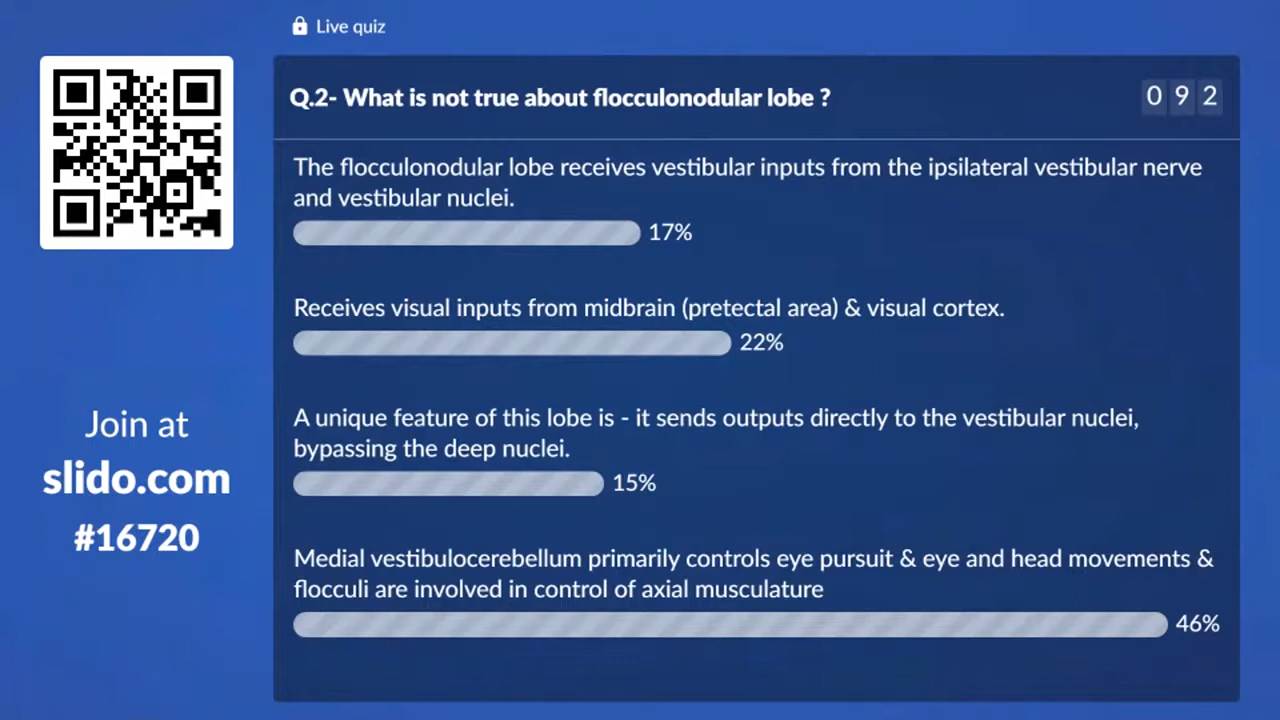 Live quiz
Q.2- What is not true about flocculonodular lobe ?
092
The flocculonodular lobe receives vestibular inputs from the ipsilateral vestibular nerve
and vestibular nuclei.
17%
Receives visual inputs from midbrain (pretectal area) & visual cortex.
22%
A unique feature of this lobe is - it sends outputs directly to the vestibular nuclei,
bypassing the deep nuclei.
15%
Medial vestibulocerebellum primarily controls eye pursuit & eye and head movements &
flocculi are involved in control of axial musculature
46%
Join at
slido.com
#16720